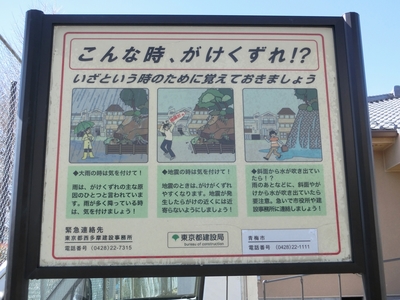 こんな時、がけくずれ!?
いざという時のために覚えておきましょう
◆大雨の時は気を付けて！
雨は、がけくずれの主な原
因のひとつと言われていま
す。雨が多く降っている時
は、気を付けましょう！
◆地震の時は気を付けて！
地震のときは、がけくずれが
やすくなります。地震が発
生したらがけの近くには近
寄らないようにしましょう！
◆斜面から水が吹き出てい
たら！？
雨のあとなどに、斜面やが
けから水が吹き出ていたら
要注意。急いで市役所や建
設事務所に連絡しましょう！
緊急連絡先
東京都西多摩建設事務所
電話番号 (0428)22-7315
東京都建設局
bureau of construction
青梅市
電話番号 (0428)22-1111